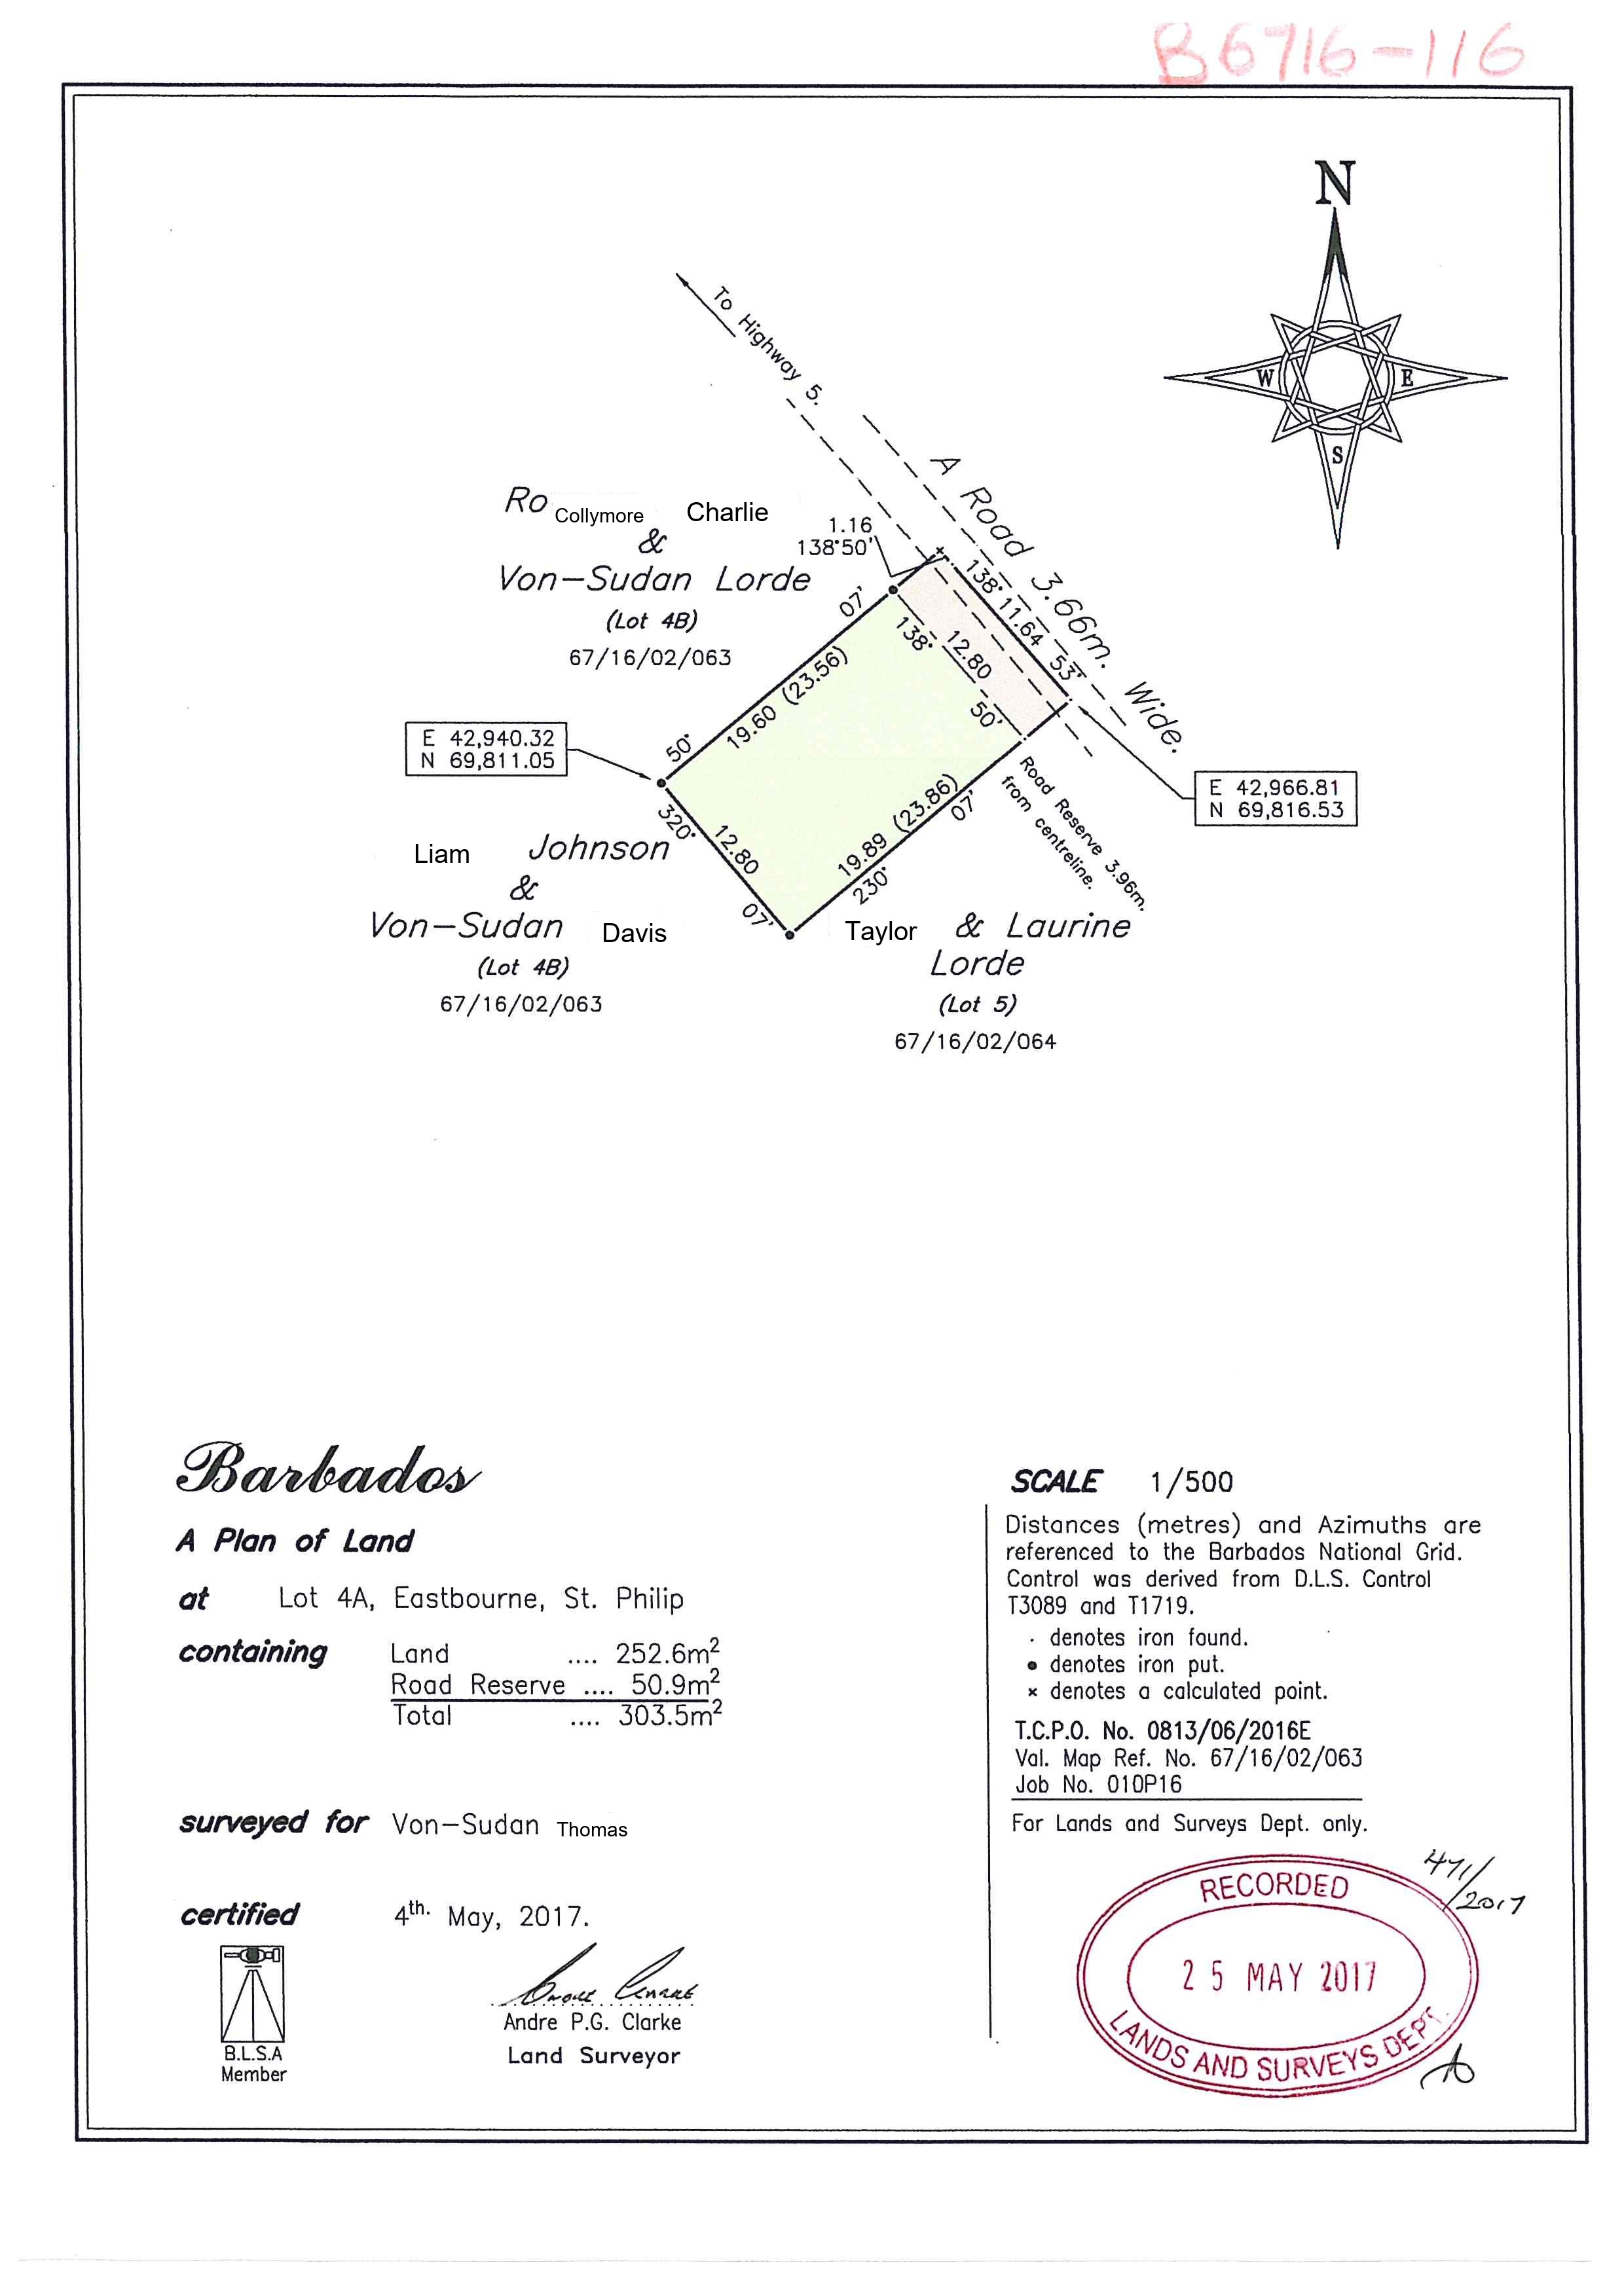 B6716-116
N
W
E
S
To Highway 5.
A Road 3.66m. Wide.
Ro Collymore Charlie
&
Von-Sudan Lorde
(Lot 4B)
67/16/02/063
1.16
138°50'
138° 11.64 53'
138° 12.80 50'
50° 19.60 (23.56) 07'
E 42,940.32
N 69,811.05
E 42,966.81
N 69,816.53
320° 12.80 07'
230° 19.89 (23.86) 07'
Road Reserve 3.96m.
from centreline.
Liam Johnson
&
Von-Sudan Davis
(Lot 4B)
67/16/02/063
Taylor & Laurine
Lorde
(Lot 5)
67/16/02/064
Barbados
A Plan of Land
at Lot 4A, Eastbourne, St. Philip
containing Land .... 252.6m²
Road Reserve .... 50.9m²
Total .... 303.5m²
surveyed for Von-Sudan Thomas
certified 4th. May, 2017.
B.L.S.A
Member
Andre P.G. Clarke
Land Surveyor
SCALE 1/500
Distances (metres) and Azimuths are
referenced to the Barbados National Grid.
Control was derived from D.L.S. Control
T3089 and T1719.
· denotes iron found.
● denotes iron put.
× denotes a calculated point.
T.C.P.O. No. 0813/06/2016E
Val. Map Ref. No. 67/16/02/063
Job No. 010P16
For Lands and Surveys Dept. only.
471/2017
RECORDED
25 MAY 2017
LANDS AND SURVEYS DEPT.